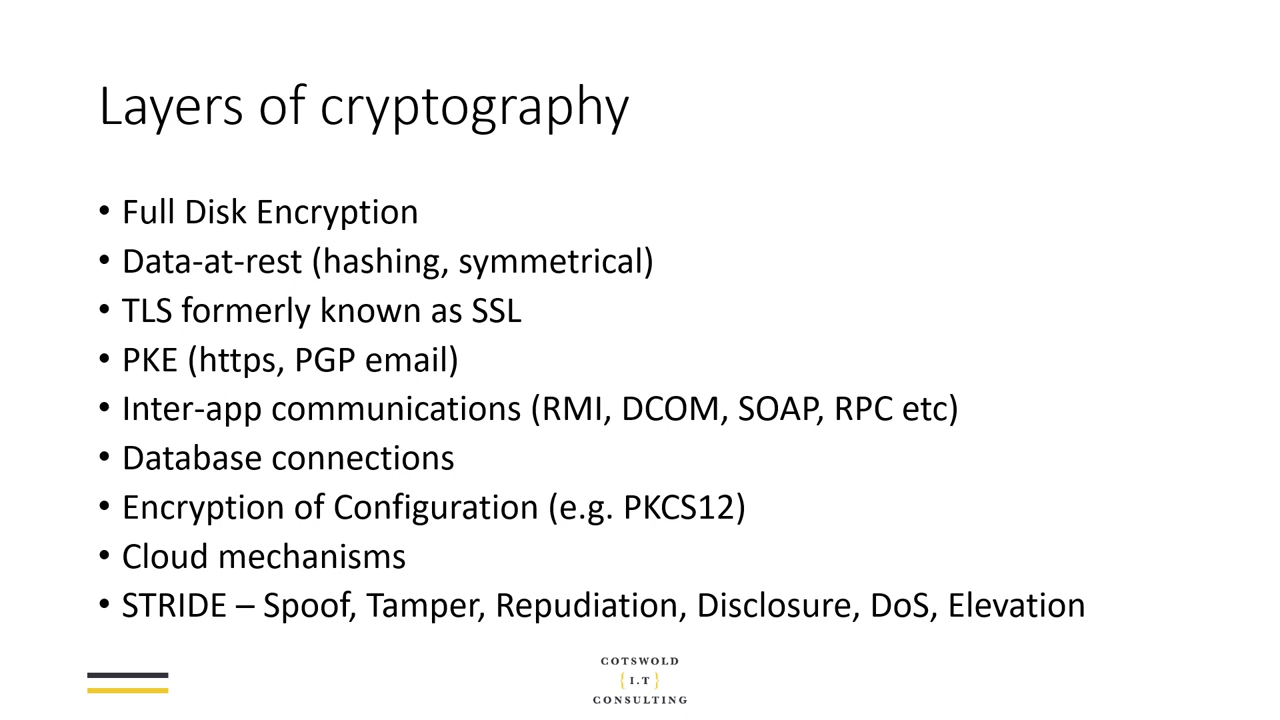 Layers of cryptography
• Full Disk Encryption
• Data-at-rest (hashing, symmetrical)
• TLS formerly known as SSL
• PKE (https, PGP email)
• Inter-app communications (RMI, DCOM, SOAP, RPC etc)
• Database connections
• Encryption of Configuration (e.g. PKCS12)
• Cloud mechanisms
• STRIDE – Spoof, Tamper, Repudiation, Disclosure, DoS, Elevation
COTSWOLD
{ I.T }
CONSULTING